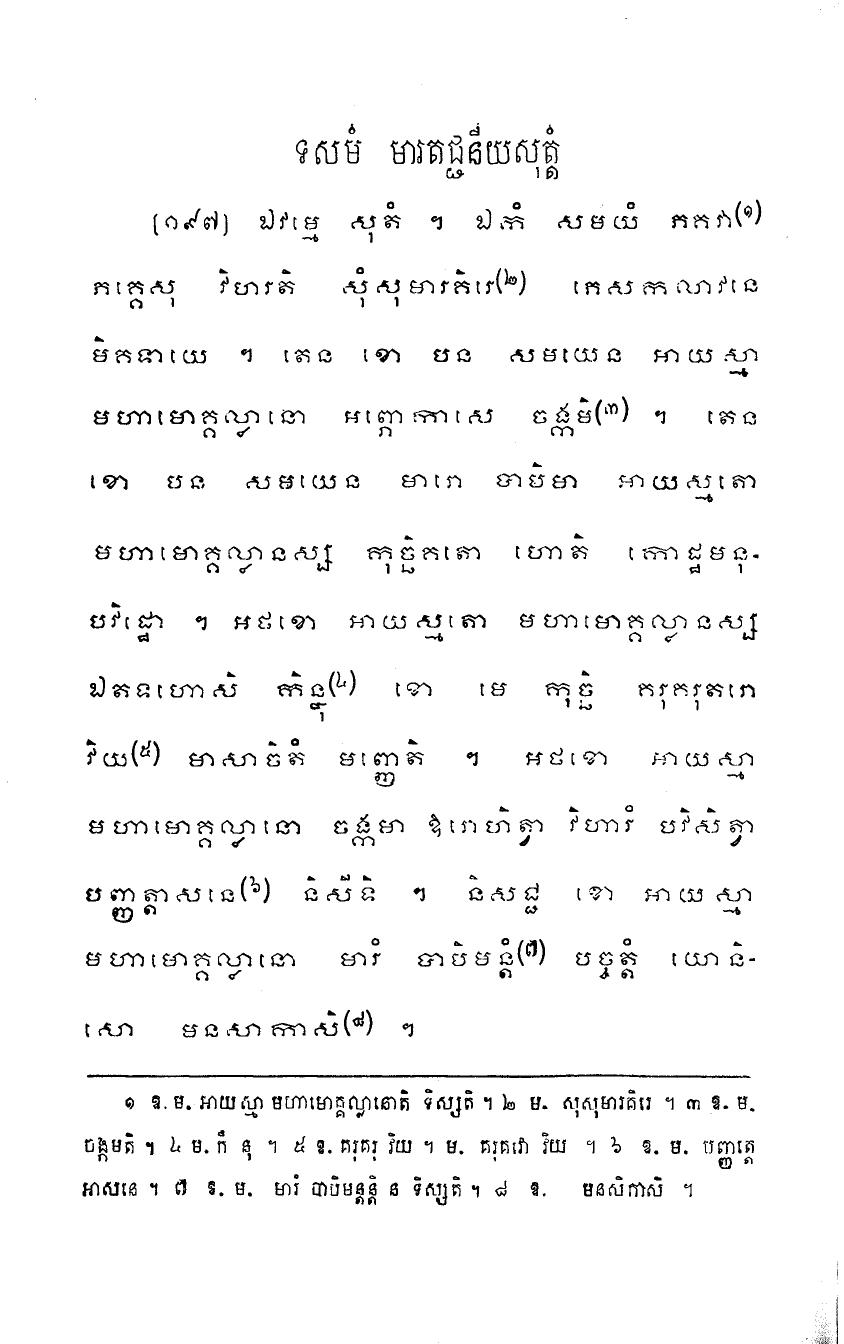 ទសមំ មារតជ្ជនីយសុត្តំ
[១៩៧] ឯវម្មេ សុតំ ។ ឯកំ សមយំ ភគវា(១)
ភគ្គេសុ វិហរតិ សុំសុមារគិរេ(២) ភេសកលាវនេ
មិគទាយេ ។ តេន ខោ បន សមយេន អាយស្មា
មហាមោគ្គល្លានោ អព្ភោកាសេ ចង្កមិ(៣) ។ តេន
ខោ បន សមយេន មារោ បាបិមា អាយស្មតោ
មហាមោគ្គល្លានស្ស កុច្ឆិគតោ ហោតិ កោដ្ឋមនុ-
បវិដ្ឋោ ។ អថខោ អាយស្មតោ មហាមោគ្គល្លានស្ស
ឯតទហោសិ កិន្នុ(៤) ខោ មេ កុច្ឆិ គរុគរុតរោ
វិយ(៥) មាសាចិតំ មញ្ញេតិ ។ អថខោ អាយស្មា
មហាមោគ្គល្លានោ ចង្កមា ឱរោហិត្វា វិហារំ បវិសិត្វា
បញ្ញត្តាសនេ(៦) និសីទិ ។ និសជ្ជ ខោ អាយស្មា
មហាមោគ្គល្លានោ មារំ បាបិមន្តំ(៧) បច្ចត្តំ យោនិ-
សោ មនសាកាសិ(៨) ។
១ ឱ. ម. អាយស្មា មហាមោគ្គល្លានោតិ ទិស្សតិ ។ ២ ម. សុសុមារគិរេ ។ ៣ ឱ. ម.
ចង្កមតិ ។ ៤ ម. កឹ នុ ។ ៥ ឱ. គរុគរុ វិយ ។ ម. គរុគរោ វិយ ។ ៦ ឱ. ម. បញ្ញត្តេ
អាសនេ ។ ៧ ឱ. ម. មារំ បាបិមន្តន្តិ ន ទិស្សតិ ។ ៨ ឱ. មនសិកាសិ ។